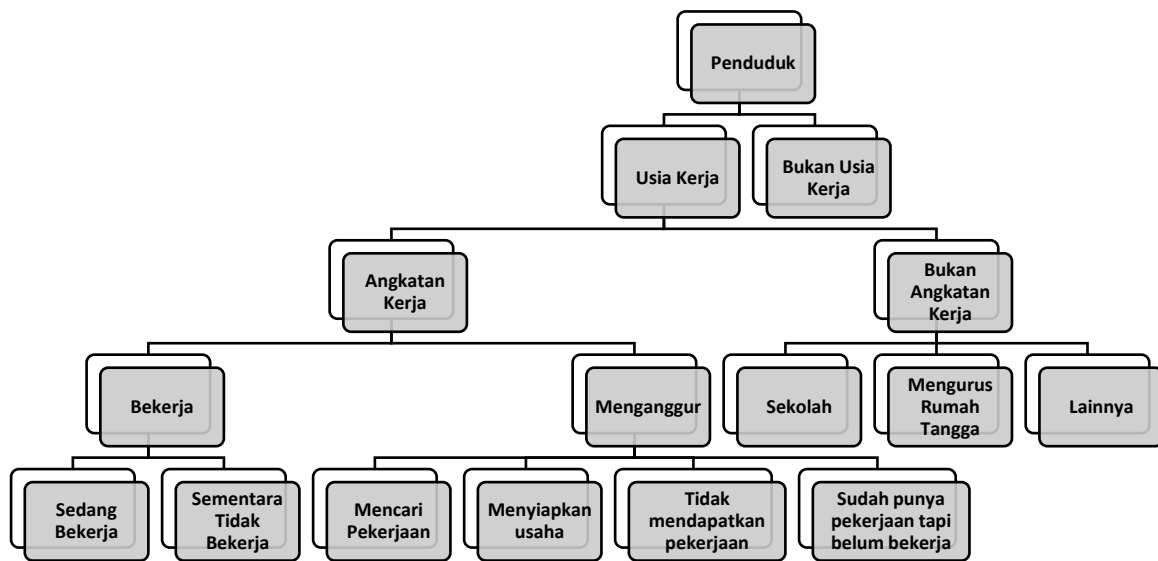 Penduduk
Usia Kerja
Bukan Usia
Kerja
Angkatan
Kerja
Bukan
Angkatan
Kerja
Bekerja
Menganggur
Sekolah
Mengurus
Rumah
Tangga
Lainnya
Sedang
Bekerja
Sementara
Tidak
Bekerja
Mencari
Pekerjaan
Menyiapkan
usaha
Tidak
mendapatkan
pekerjaan
Sudah punya
pekerjaan tapi
belum bekerja